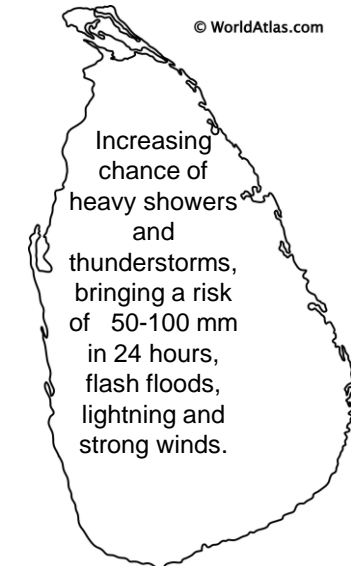 © WorldAtlas.com
Increasing
chance of
heavy showers
and
thunderstorms,
bringing a risk
of   50-100 mm
in 24 hours,
flash floods,
lightning and
strong winds.